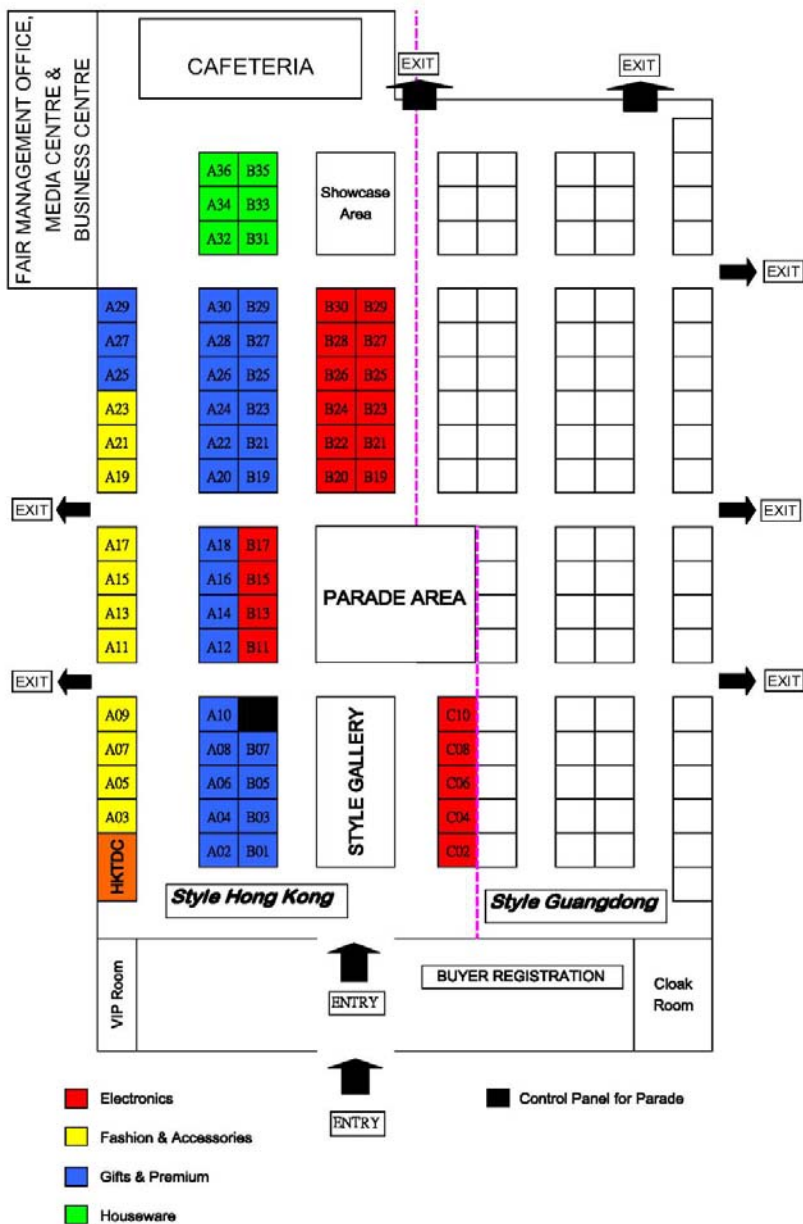 FAIR MANAGEMENT OFFICE,
MEDIA CENTRE &
BUSINESS CENTRE
CAFETERIA
EXIT
EXIT
A36 B35
A34 B33
A32 B31
Showcase
Area
EXIT
A29 A30 B29 B30 B29
A27 A28 B27 B28 B27
A25 A26 B25 B26 B25
A23 A24 B23 B24 B23
A21 A22 B21 B22 B21
A19 A20 B19 B20 B19
EXIT
EXIT
A17 A18 B17
A15 A16 B15
A13 A14 B13
A11 A12 B11
PARADE AREA
EXIT
EXIT
A09 A10 C10
A07 A08 B07 C08
A05 A06 B05 C06
A03 A04 B03 C04
A02 B01 C02
HKTDC
STYLE GALLERY
Style Hong Kong
Style Guangdong
VIP Room
ENTRY
BUYER REGISTRATION
Cloak
Room
ENTRY
Electronics
Control Panel for Parade
Fashion & Accessories
Gifts & Premium
Houseware